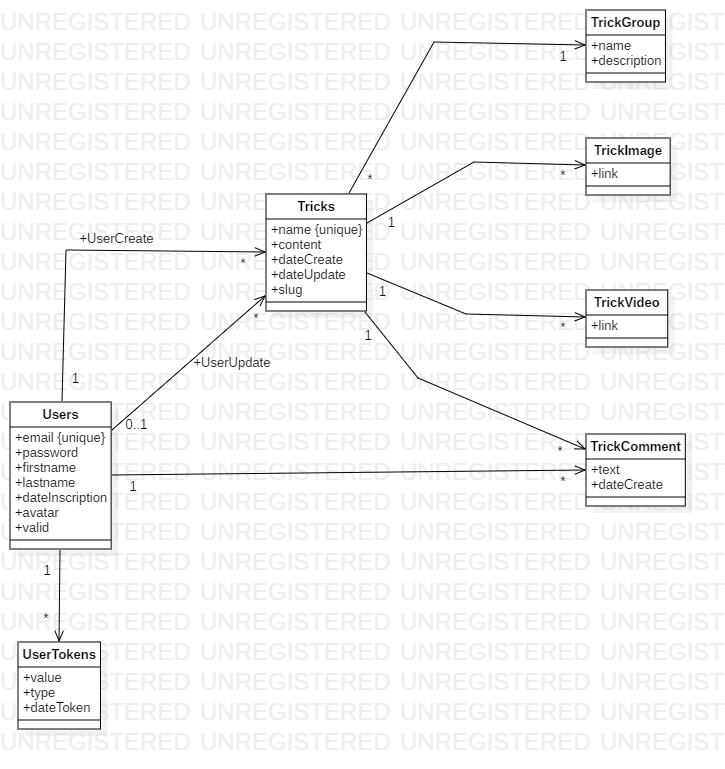 TrickGroup
+name
+description
1
*
TrickImage
+link
*
1
Tricks
+name {unique}
+content
+dateCreate
+dateUpdate
+slug
+UserCreate
*
1
TrickVideo
+link
*
1
*
+UserUpdate
1
0..1
Users
+email {unique}
+password
+firstname
+lastname
+dateInscription
+avatar
+valid
TrickComment
+text
+dateCreate
*
*
1
1
*
UserTokens
+value
+type
+dateToken
UNREGISTERED UNREGISTERED UNREGISTERED UNREGIST